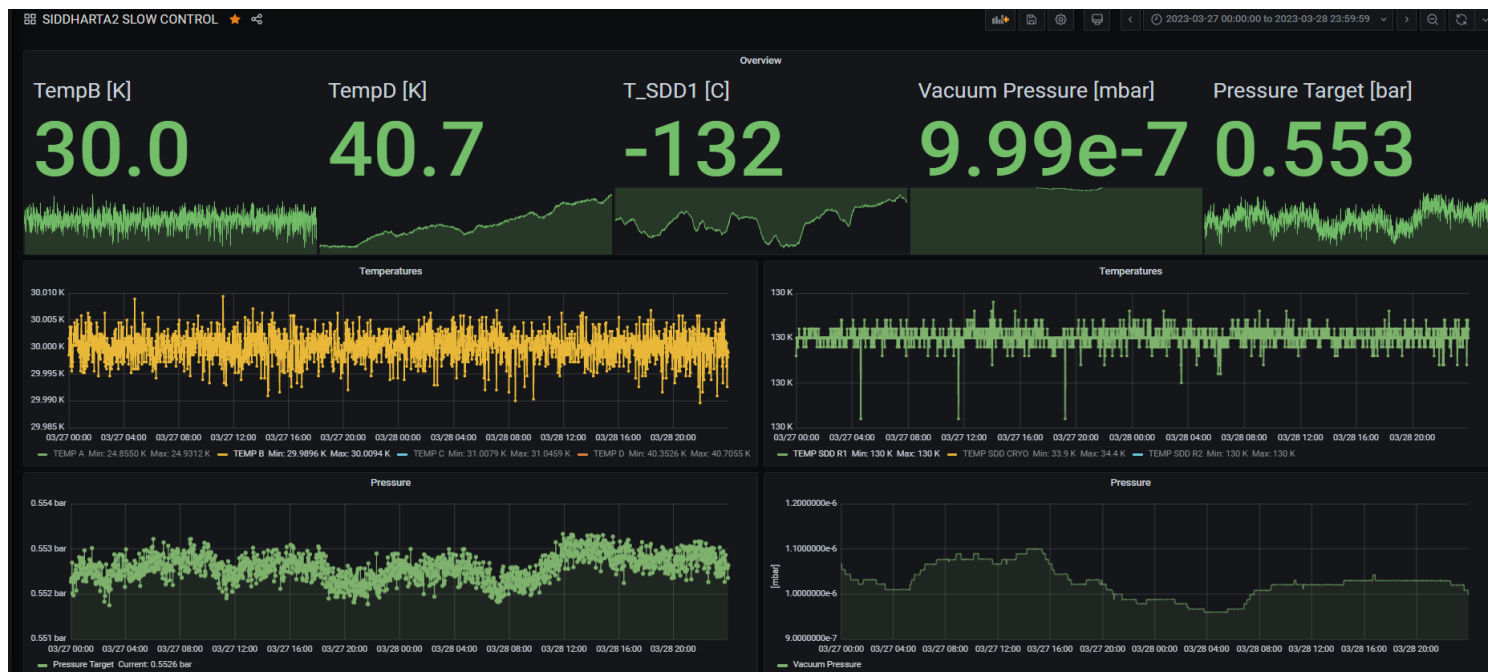 SIDDHARTA2 SLOW CONTROL
2023-03-27 00:00:00 to 2023-03-28 23:59:59
Overview
TempB [K] TempD [K] T_SDD1 [C] Vacuum Pressure [mbar] Pressure Target [bar]
30.0 40.7 -132 9.99e-7 0.553
Temperatures
30.010 K
30.005 K
30.000 K
29.995 K
29.990 K
29.985 K
03/27 00:00 03/27 04:00 03/27 08:00 03/27 12:00 03/27 16:00 03/27 20:00 03/28 00:00 03/28 04:00 03/28 08:00 03/28 12:00 03/28 16:00 03/28 20:00
TEMP A Min: 24.8550 K Max: 24.9312 K TEMP B Min: 29.9896 K Max: 30.0094 K TEMP C Min: 31.0079 K Max: 31.0459 K TEMP D Min: 40.3526 K Max: 40.7055 K
Temperatures
130 K
130 K
130 K
130 K
03/27 00:00 03/27 04:00 03/27 08:00 03/27 12:00 03/27 16:00 03/27 20:00 03/28 00:00 03/28 04:00 03/28 08:00 03/28 12:00 03/28 16:00 03/28 20:00
TEMP SDD R1 Min: 130 K Max: 130 K TEMP SDD CRYO Min: 33.9 K Max: 34.4 K TEMP SDD R2 Min: 130 K Max: 130 K
Pressure
0.554 bar
0.553 bar
0.552 bar
0.551 bar
03/27 00:00 03/27 04:00 03/27 08:00 03/27 12:00 03/27 16:00 03/27 20:00 03/28 00:00 03/28 04:00 03/28 08:00 03/28 12:00 03/28 16:00 03/28 20:00
Pressure Target Current: 0.5526 bar
Pressure
1.2000000e-6
1.1000000e-6
[mbar]
1.0000000e-6
9.0000000e-7
03/27 00:00 03/27 04:00 03/27 08:00 03/27 12:00 03/27 16:00 03/27 20:00 03/28 00:00 03/28 04:00 03/28 08:00 03/28 12:00 03/28 16:00 03/28 20:00
Vacuum Pressure